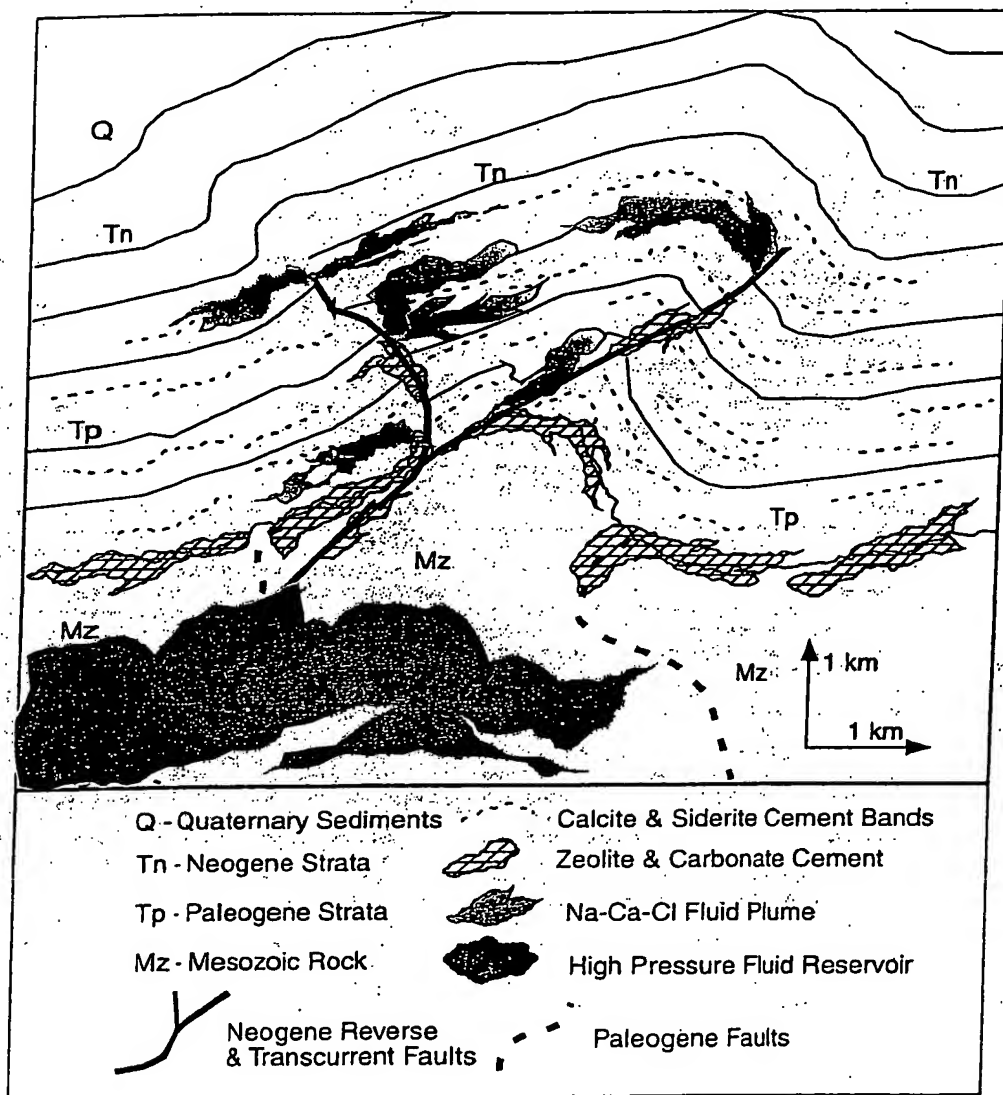 Q
Tn
Tn
Tn
Tp
Tp
Mz
Mz
Mz
1 km
1 km
Q - Quaternary Sediments
Calcite & Siderite Cement Bands
Tn - Neogene Strata
Zeolite & Carbonate Cement
Tp - Paleogene Strata
Na-Ca-Cl Fluid Plume
Mz - Mesozoic Rock
High Pressure Fluid Reservoir
Neogene Reverse
& Transcurrent Faults
Paleogene Faults